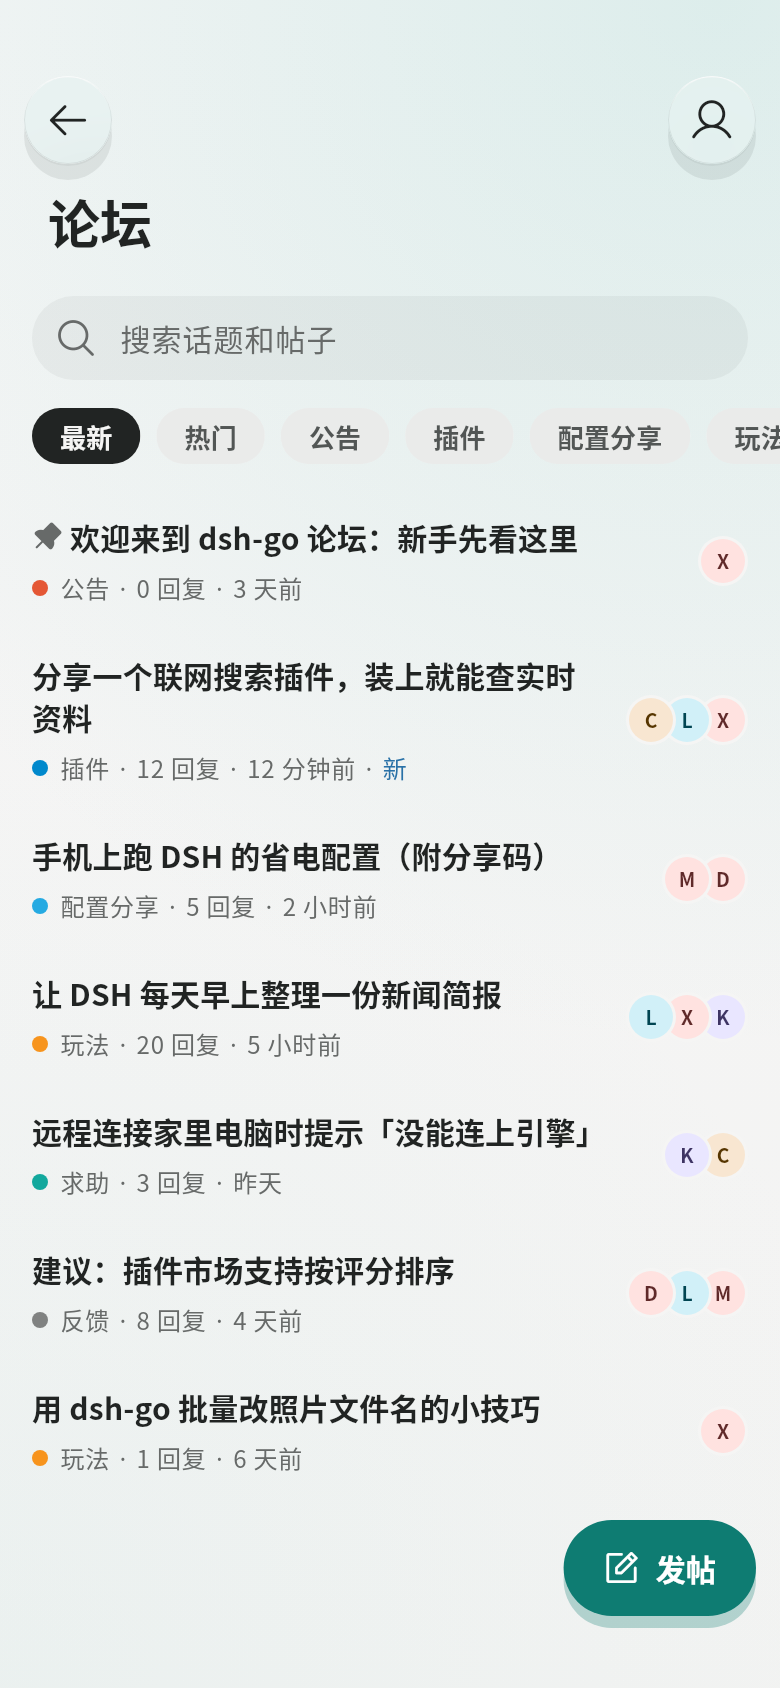 论坛
搜索话题和帖子
最新 热门 公告 插件 配置分享 玩法
欢迎来到 dsh-go 论坛：新手先看这里
X
公告 · 0 回复 · 3 天前
分享一个联网搜索插件，装上就能查实时
资料
C L X
插件 · 12 回复 · 12 分钟前 · 新
手机上跑 DSH 的省电配置（附分享码）
M D
配置分享 · 5 回复 · 2 小时前
让 DSH 每天早上整理一份新闻简报
L X K
玩法 · 20 回复 · 5 小时前
远程连接家里电脑时提示「没能连上引擎」
K C
求助 · 3 回复 · 昨天
建议：插件市场支持按评分排序
D L M
反馈 · 8 回复 · 4 天前
用 dsh-go 批量改照片文件名的小技巧
X
玩法 · 1 回复 · 6 天前
发帖